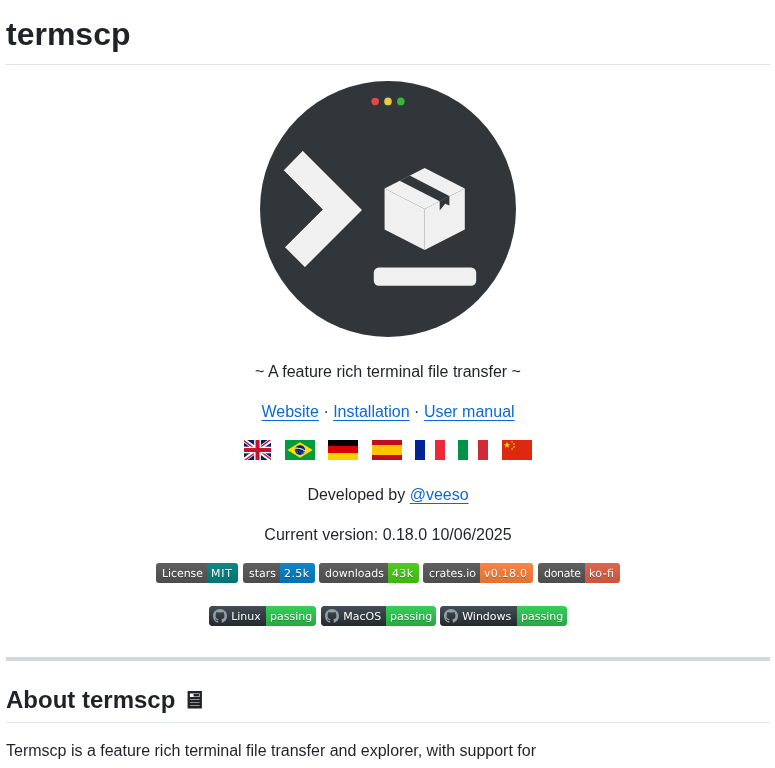 termscp
~ A feature rich terminal file transfer ~
Website · Installation · User manual
Developed by @veeso
Current version: 0.18.0 10/06/2025
License MIT stars 2.5k downloads 43k crates.io v0.18.0 donate ko-fi
Linux passing MacOS passing Windows passing
About termscp 🖥
Termscp is a feature rich terminal file transfer and explorer, with support for